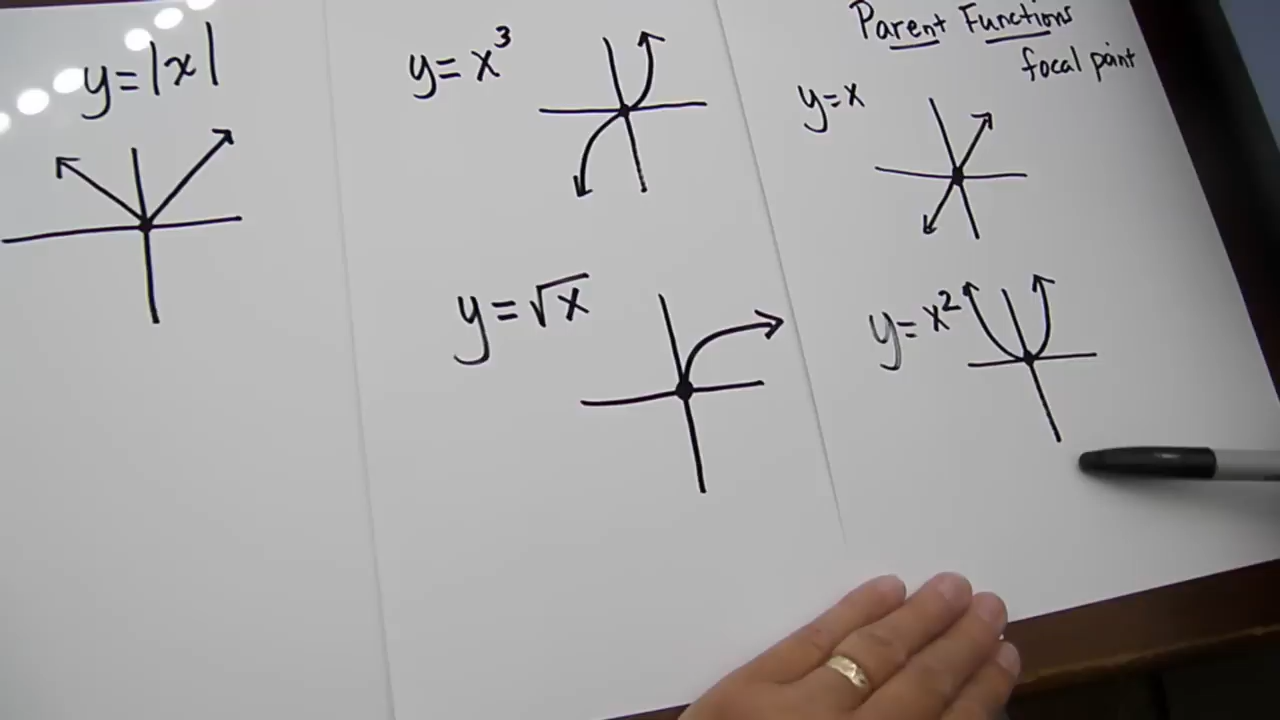 y=|x|
y=x³
y=√x
Parent Functions
focal point
y=x
y=x²